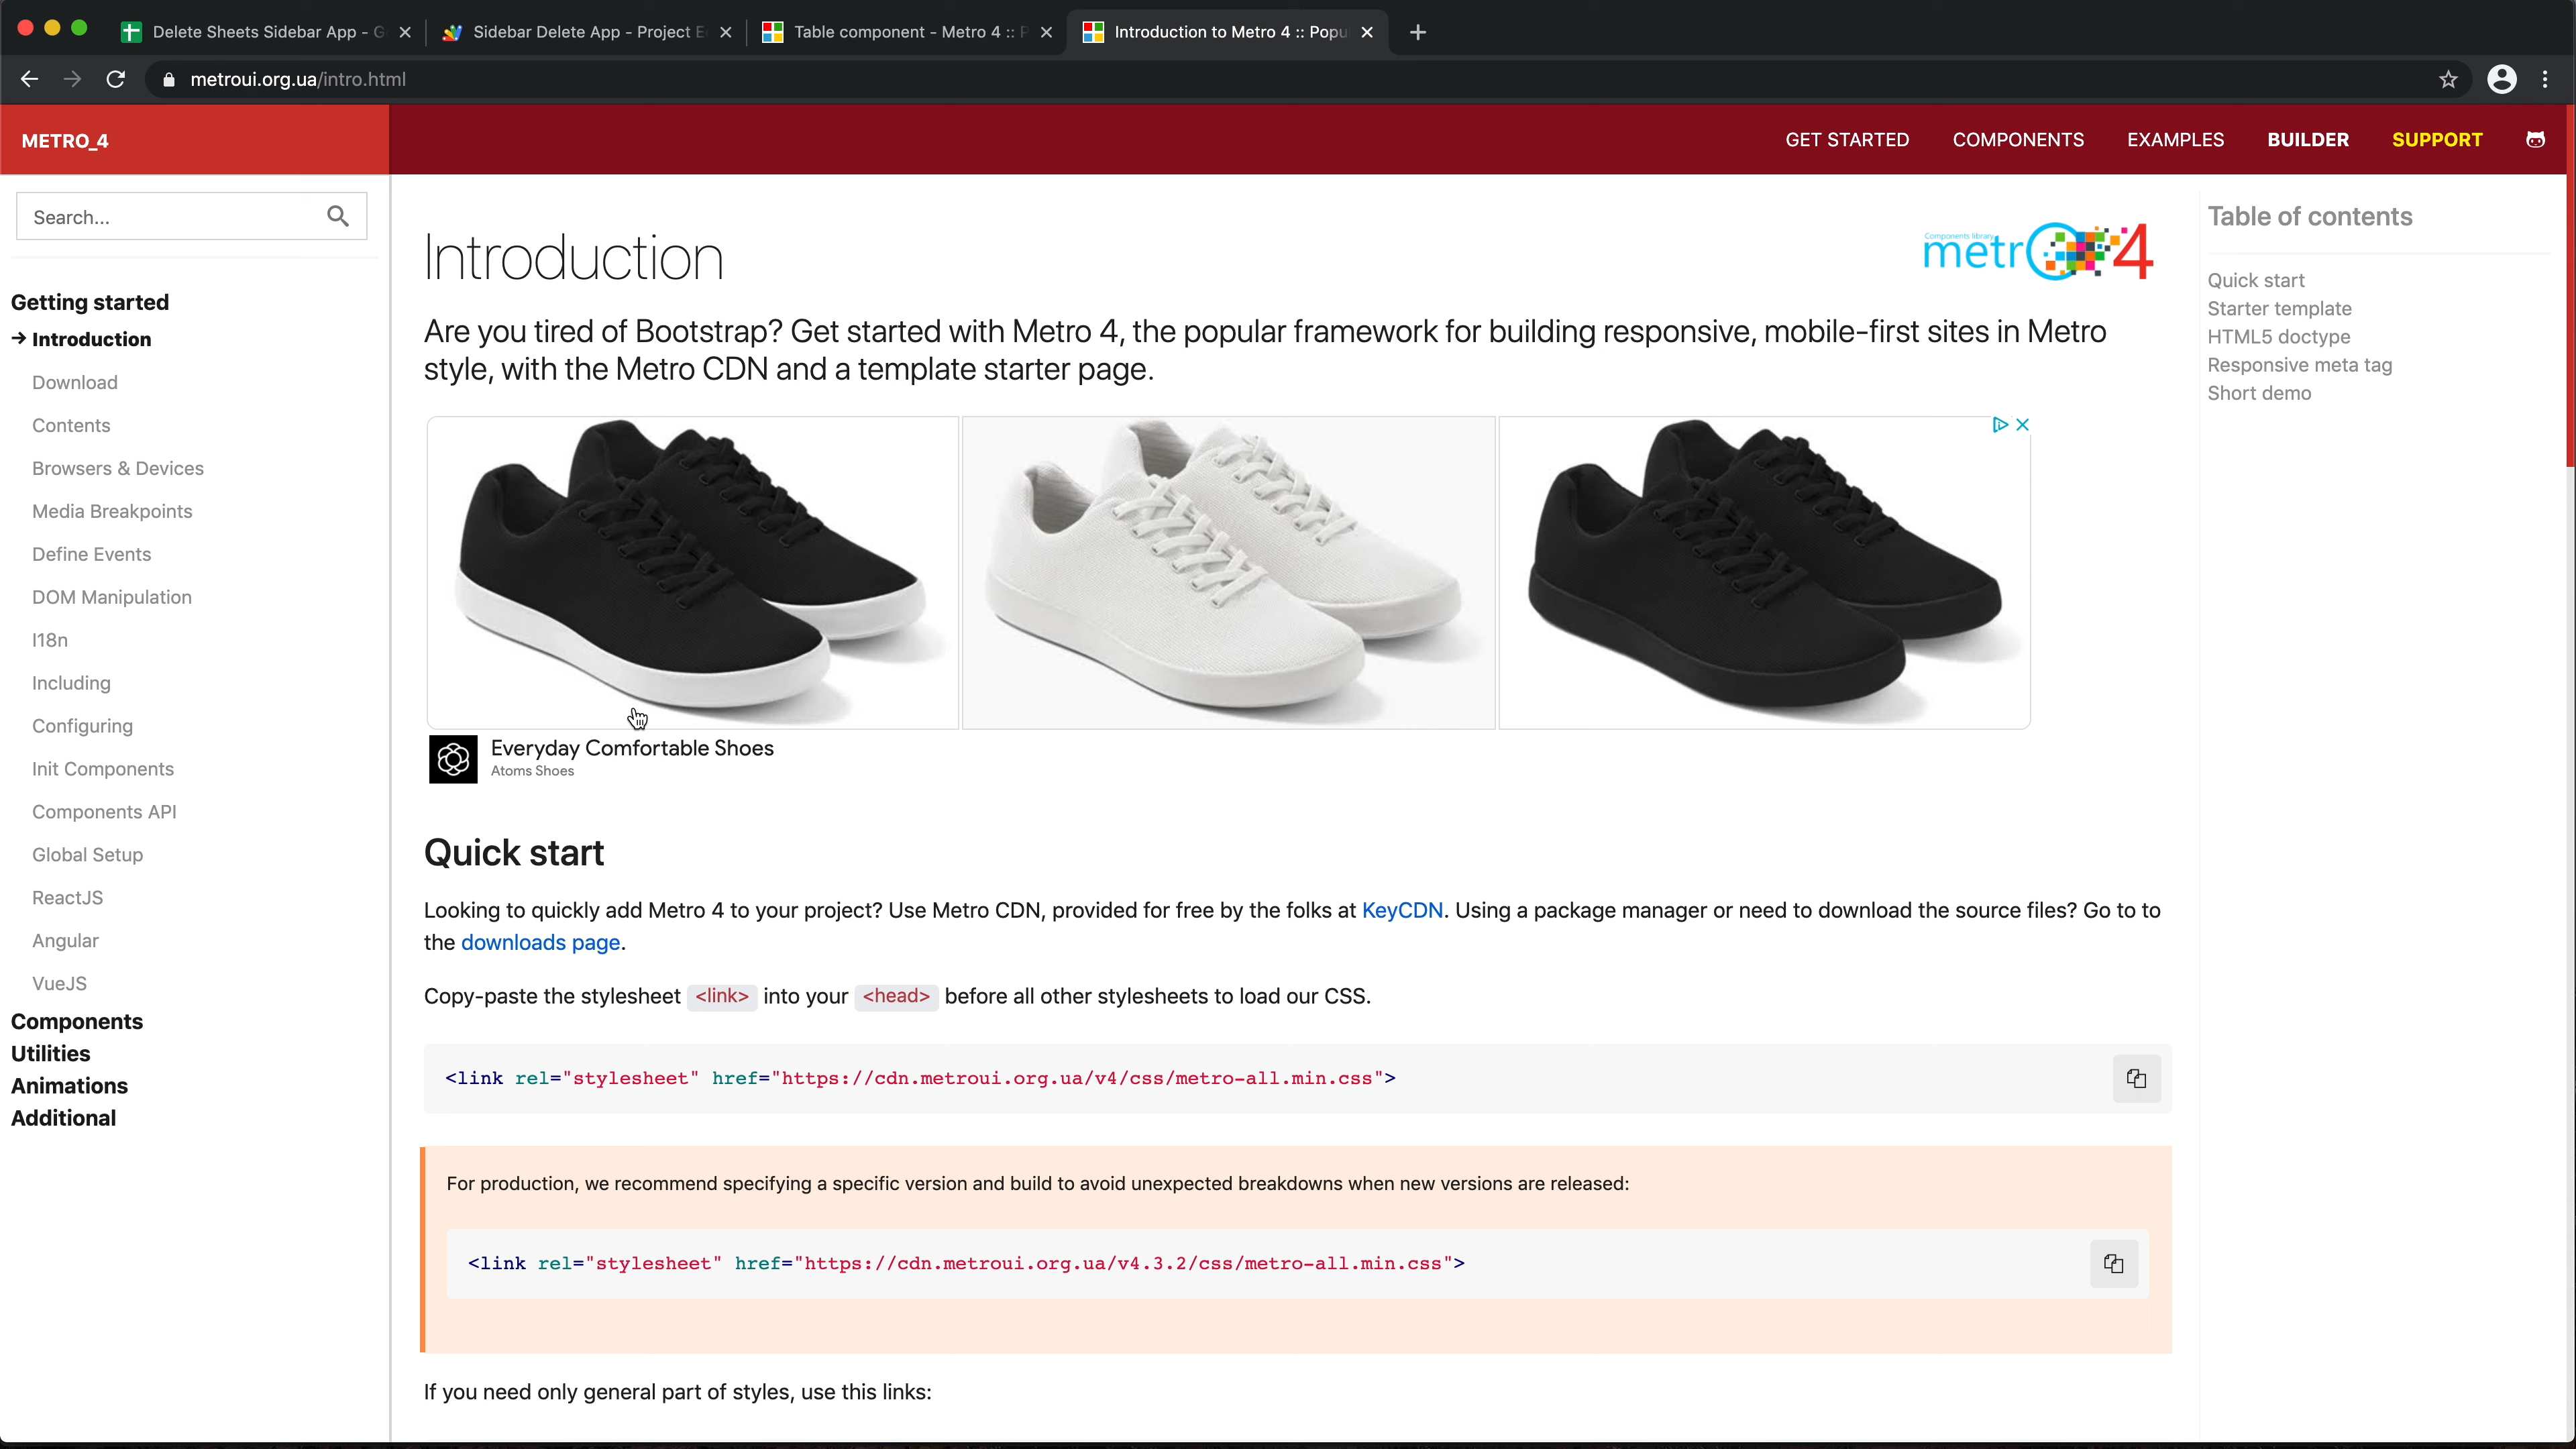 Delete Sheets Sidebar App - G
Sidebar Delete App - Project E
Table component - Metro 4 :: P
Introduction to Metro 4 :: Popu
metroui.org.ua/intro.html
METRO_4
GET STARTED
COMPONENTS
EXAMPLES
BUILDER
SUPPORT
Search...
Getting started
Introduction
Download
Contents
Browsers & Devices
Media Breakpoints
Define Events
DOM Manipulation
I18n
Including
Configuring
Init Components
Components API
Global Setup
ReactJS
Angular
VueJS
Components
Utilities
Animations
Additional
Introduction
Components library
metro4
Are you tired of Bootstrap? Get started with Metro 4, the popular framework for building responsive, mobile-first sites in Metro
style, with the Metro CDN and a template starter page.
Everyday Comfortable Shoes
Atoms Shoes
Quick start
Looking to quickly add Metro 4 to your project? Use Metro CDN, provided for free by the folks at KeyCDN. Using a package manager or need to download the source files? Go to to
the downloads page.
Copy-paste the stylesheet <link> into your <head> before all other stylesheets to load our CSS.
<link rel="stylesheet" href="https://cdn.metroui.org.ua/v4/css/metro-all.min.css">
For production, we recommend specifying a specific version and build to avoid unexpected breakdowns when new versions are released:
<link rel="stylesheet" href="https://cdn.metroui.org.ua/v4.3.2/css/metro-all.min.css">
If you need only general part of styles, use this links:
Table of contents
Quick start
Starter template
HTML5 doctype
Responsive meta tag
Short demo